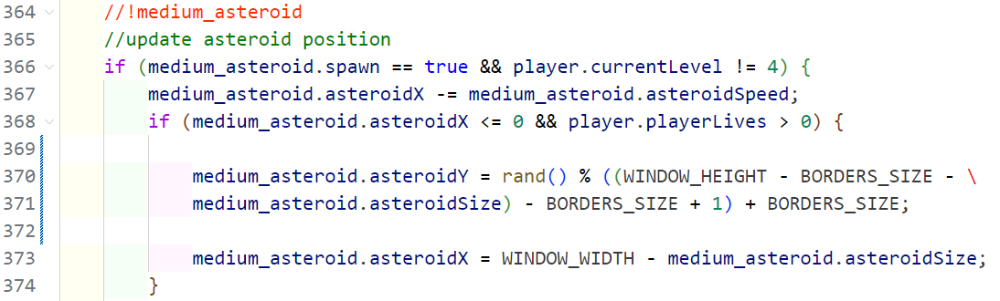 364 //!medium_asteroid
365 //update asteroid position
366 if (medium_asteroid.spawn == true && player.currentLevel != 4) {
367 medium_asteroid.asteroidX -= medium_asteroid.asteroidSpeed;
368 if (medium_asteroid.asteroidX <= 0 && player.playerLives > 0) {
369
370 medium_asteroid.asteroidY = rand() % ((WINDOW_HEIGHT - BORDERS_SIZE - \
371 medium_asteroid.asteroidSize) - BORDERS_SIZE + 1) + BORDERS_SIZE;
372
373 medium_asteroid.asteroidX = WINDOW_WIDTH - medium_asteroid.asteroidSize;
374 }